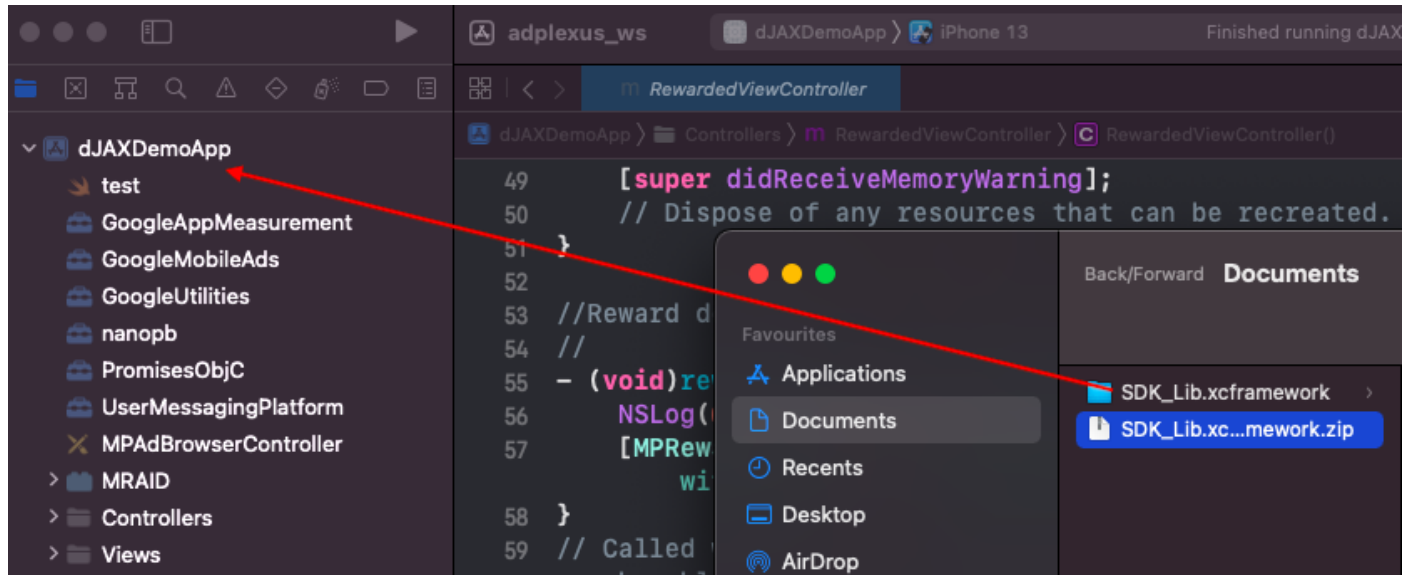 adplexus_ws
dJAXDemoApp
iPhone 13
Finished running dJAX
m RewardedViewController
dJAXDemoApp
Controllers
m RewardedViewController
C RewardedViewController()
dJAXDemoApp
test
GoogleAppMeasurement
GoogleMobileAds
GoogleUtilities
nanopb
PromisesObjC
UserMessagingPlatform
MPAdBrowserController
MRAID
Controllers
Views
49 [super didReceiveMemoryWarning];
50 // Dispose of any resources that can be recreated.
51 }
52
53 //Reward d
54 //
55 - (void)re
56 NSLog(
57 [MPRew
wi
58 }
59 // Called
Back/Forward Documents
Favourites
Applications
Documents
Recents
Desktop
AirDrop
SDK_Lib.xcframework
SDK_Lib.xc...mework.zip